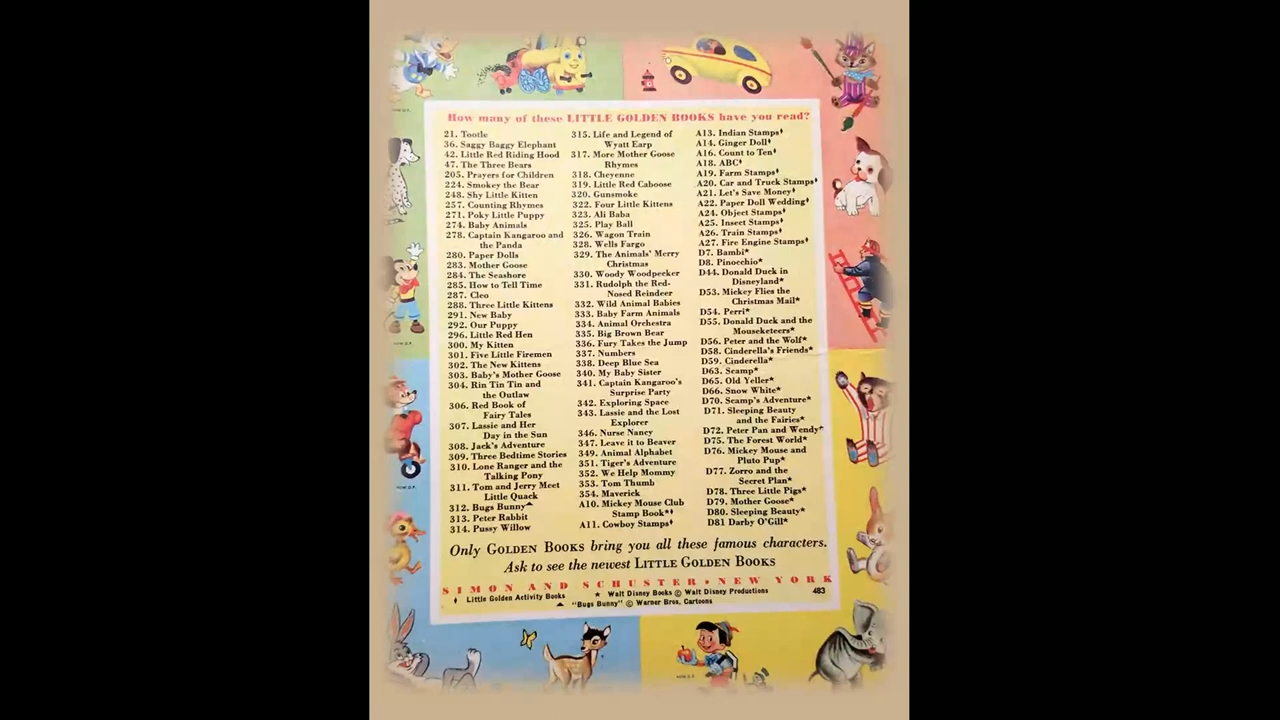 How many of these LITTLE GOLDEN BOOKS have you read?
21. Tootle
36. Saggy Baggy Elephant
42. Little Red Riding Hood
47. The Three Bears
205. Prayers for Children
224. Smokey the Bear
248. Shy Little Kitten
257. Counting Rhymes
271. Poky Little Puppy
274. Baby Animals
278. Captain Kangaroo and
the Panda
280. Paper Dolls
283. Mother Goose
284. The Seashore
285. How to Tell Time
287. Cleo
288. Three Little Kittens
291. New Baby
292. Our Puppy
296. Little Red Hen
300. My Kitten
301. Five Little Firemen
302. The New Kittens
303. Baby's Mother Goose
304. Rin Tin Tin and
the Outlaw
306. Red Book of
Fairy Tales
307. Lassie and Her
Day in the Sun
308. Jack's Adventure
309. Three Bedtime Stories
310. Lone Ranger and the
Talking Pony
311. Tom and Jerry Meet
Little Quack
312. Bugs Bunny▲
313. Peter Rabbit
314. Pussy Willow
315. Life and Legend of
Wyatt Earp
317. More Mother Goose
Rhymes
318. Cheyenne
319. Little Red Caboose
320. Gunsmoke
322. Four Little Kittens
323. Ali Baba
325. Play Ball
326. Wagon Train
328. Wells Fargo
329. The Animals' Merry
Christmas
330. Woody Woodpecker
331. Rudolph the Red-
Nosed Reindeer
332. Wild Animal Babies
333. Baby Farm Animals
334. Animal Orchestra
335. Big Brown Bear
336. Fury Takes the Jump
337. Numbers
338. Deep Blue Sea
340. My Baby Sister
341. Captain Kangaroo's
Surprise Party
342. Exploring Space
343. Lassie and the Lost
Explorer
346. Nurse Nancy
347. Leave it to Beaver
349. Animal Alphabet
351. Tiger's Adventure
352. We Help Mommy
353. Tom Thumb
354. Maverick
A10. Mickey Mouse Club
Stamp Book*♦
A11. Cowboy Stamps♦
A13. Indian Stamps♦
A14. Ginger Doll♦
A16. Count to Ten♦
A18. ABC♦
A19. Farm Stamps♦
A20. Car and Truck Stamps♦
A21. Let's Save Money♦
A22. Paper Doll Wedding♦
A24. Object Stamps♦
A25. Insect Stamps♦
A26. Train Stamps♦
A27. Fire Engine Stamps♦
D7. Bambi*
D8. Pinocchio*
D44. Donald Duck in
Disneyland*
D53. Mickey Flies the
Christmas Mail*
D54. Perri*
D55. Donald Duck and the
Mouseketeers*
D56. Peter and the Wolf*
D58. Cinderella's Friends*
D59. Cinderella*
D63. Scamp*
D65. Old Yeller*
D66. Snow White*
D70. Scamp's Adventure*
D71. Sleeping Beauty
and the Fairies*
D72. Peter Pan and Wendy*
D75. The Forest World*
D76. Mickey Mouse and
Pluto Pup*
D77. Zorro and the
Secret Plan*
D78. Three Little Pigs*
D79. Mother Goose*
D80. Sleeping Beauty*
D81 Darby O'Gill*
Only GOLDEN BOOKS bring you all these famous characters.
Ask to see the newest LITTLE GOLDEN BOOKS
SIMON AND SCHUSTER • NEW YORK
♦ Little Golden Activity Books * Walt Disney Books © Walt Disney Productions 483
▲ "Bugs Bunny" © Warner Bros. Cartoons